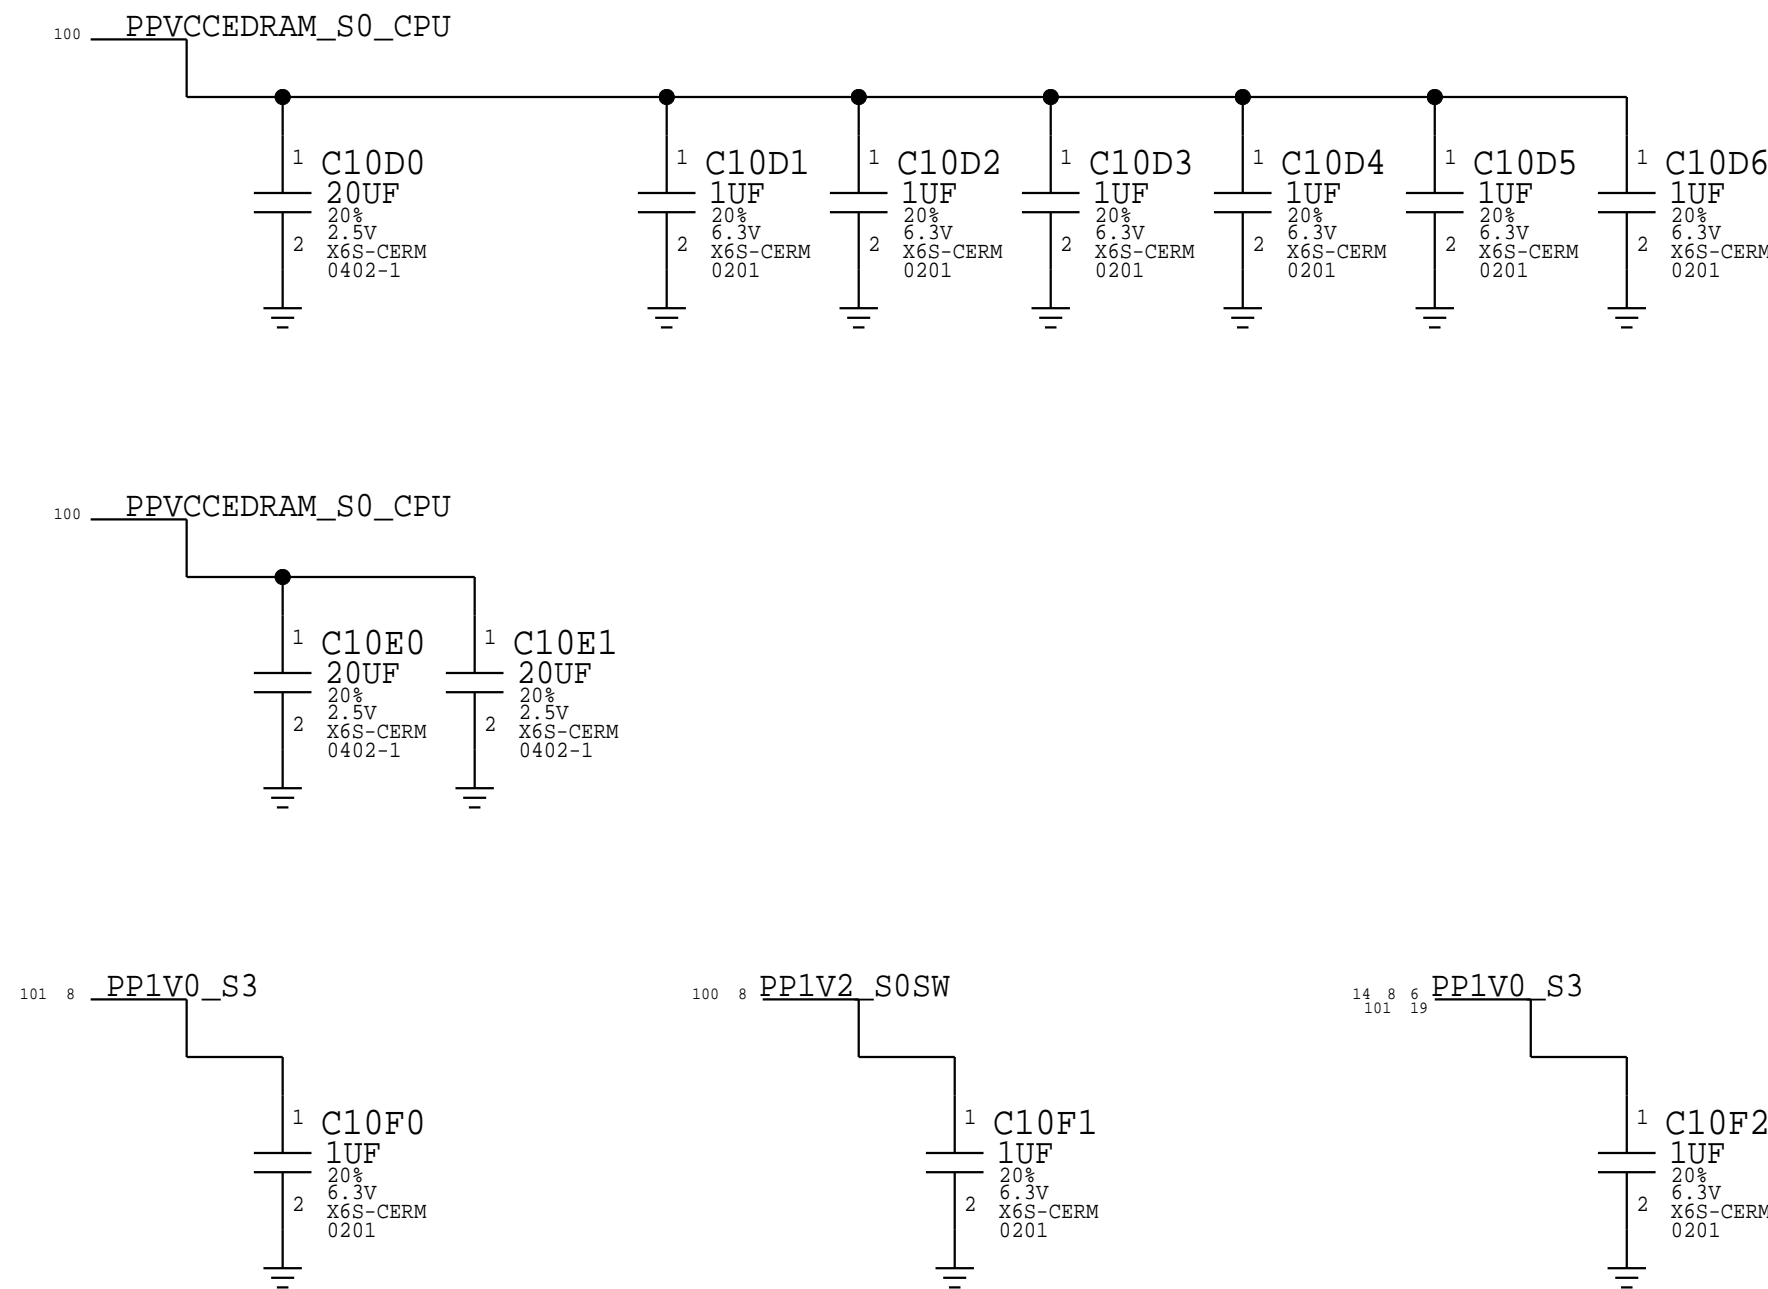 PPVCCEDRAM_S0_CPU
100
1 C10D0
20UF
20%
2.5V
2 X6S-CERM
0402-1
1 C10D1
1UF
20%
6.3V
2 X6S-CERM
0201
1 C10D2
1UF
20%
6.3V
2 X6S-CERM
0201
1 C10D3
1UF
20%
6.3V
2 X6S-CERM
0201
1 C10D4
1UF
20%
6.3V
2 X6S-CERM
0201
1 C10D5
1UF
20%
6.3V
2 X6S-CERM
0201
1 C10D6
1UF
20%
6.3V
2 X6S-CERM
0201
PPVCCEDRAM_S0_CPU
100
1 C10E0
20UF
20%
2.5V
2 X6S-CERM
0402-1
1 C10E1
20UF
20%
2.5V
2 X6S-CERM
0402-1
101 8 PP1V0_S3
1 C10F0
1UF
20%
6.3V
2 X6S-CERM
0201
100 8 PP1V2_S0SW
1 C10F1
1UF
20%
6.3V
2 X6S-CERM
0201
14 8 6 PP1V0_S3
101 19
1 C10F2
1UF
20%
6.3V
2 X6S-CERM
0201